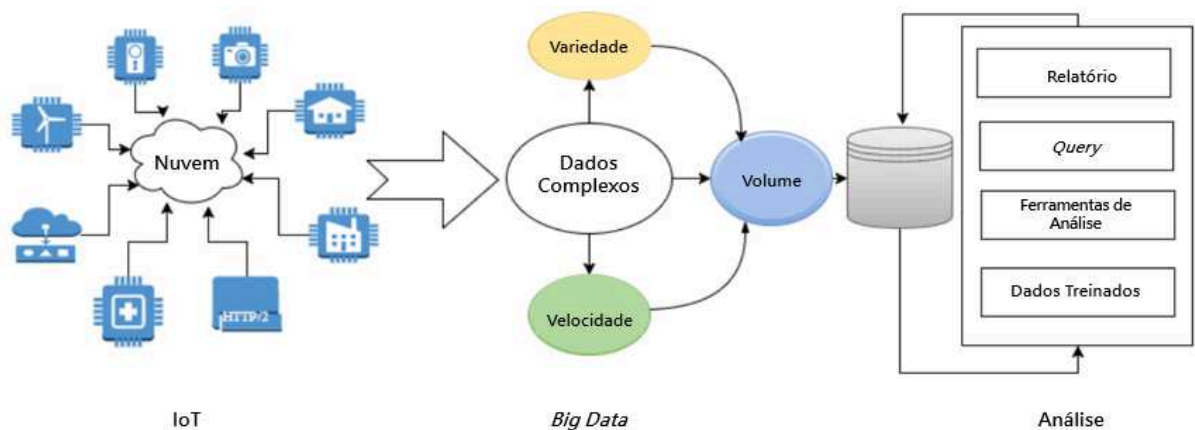 Nuvem
HTTP/2
IoT
Variedade
Dados
Complexos
Velocidade
Volume
Big Data
Relatório
Query
Ferramentas de
Análise
Dados Treinados
Análise